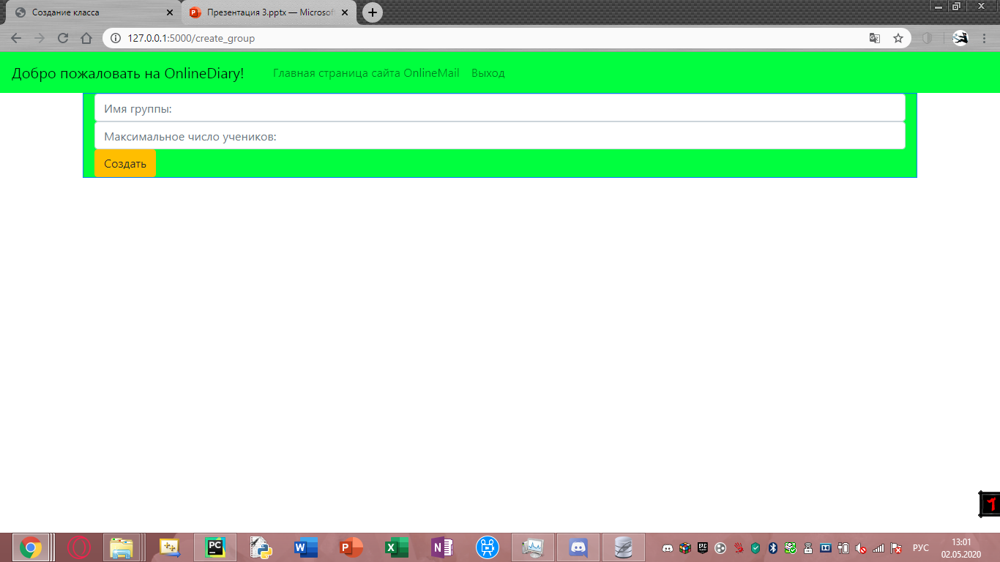 Создание класса
Презентация 3.pptx — Microsof
127.0.0.1:5000/create_group
Добро пожаловать на OnlineDiary!
Главная страница сайта OnlineMail
Выход
Имя группы:
Максимальное число учеников:
Создать
РУС
13:01
02.05.2020